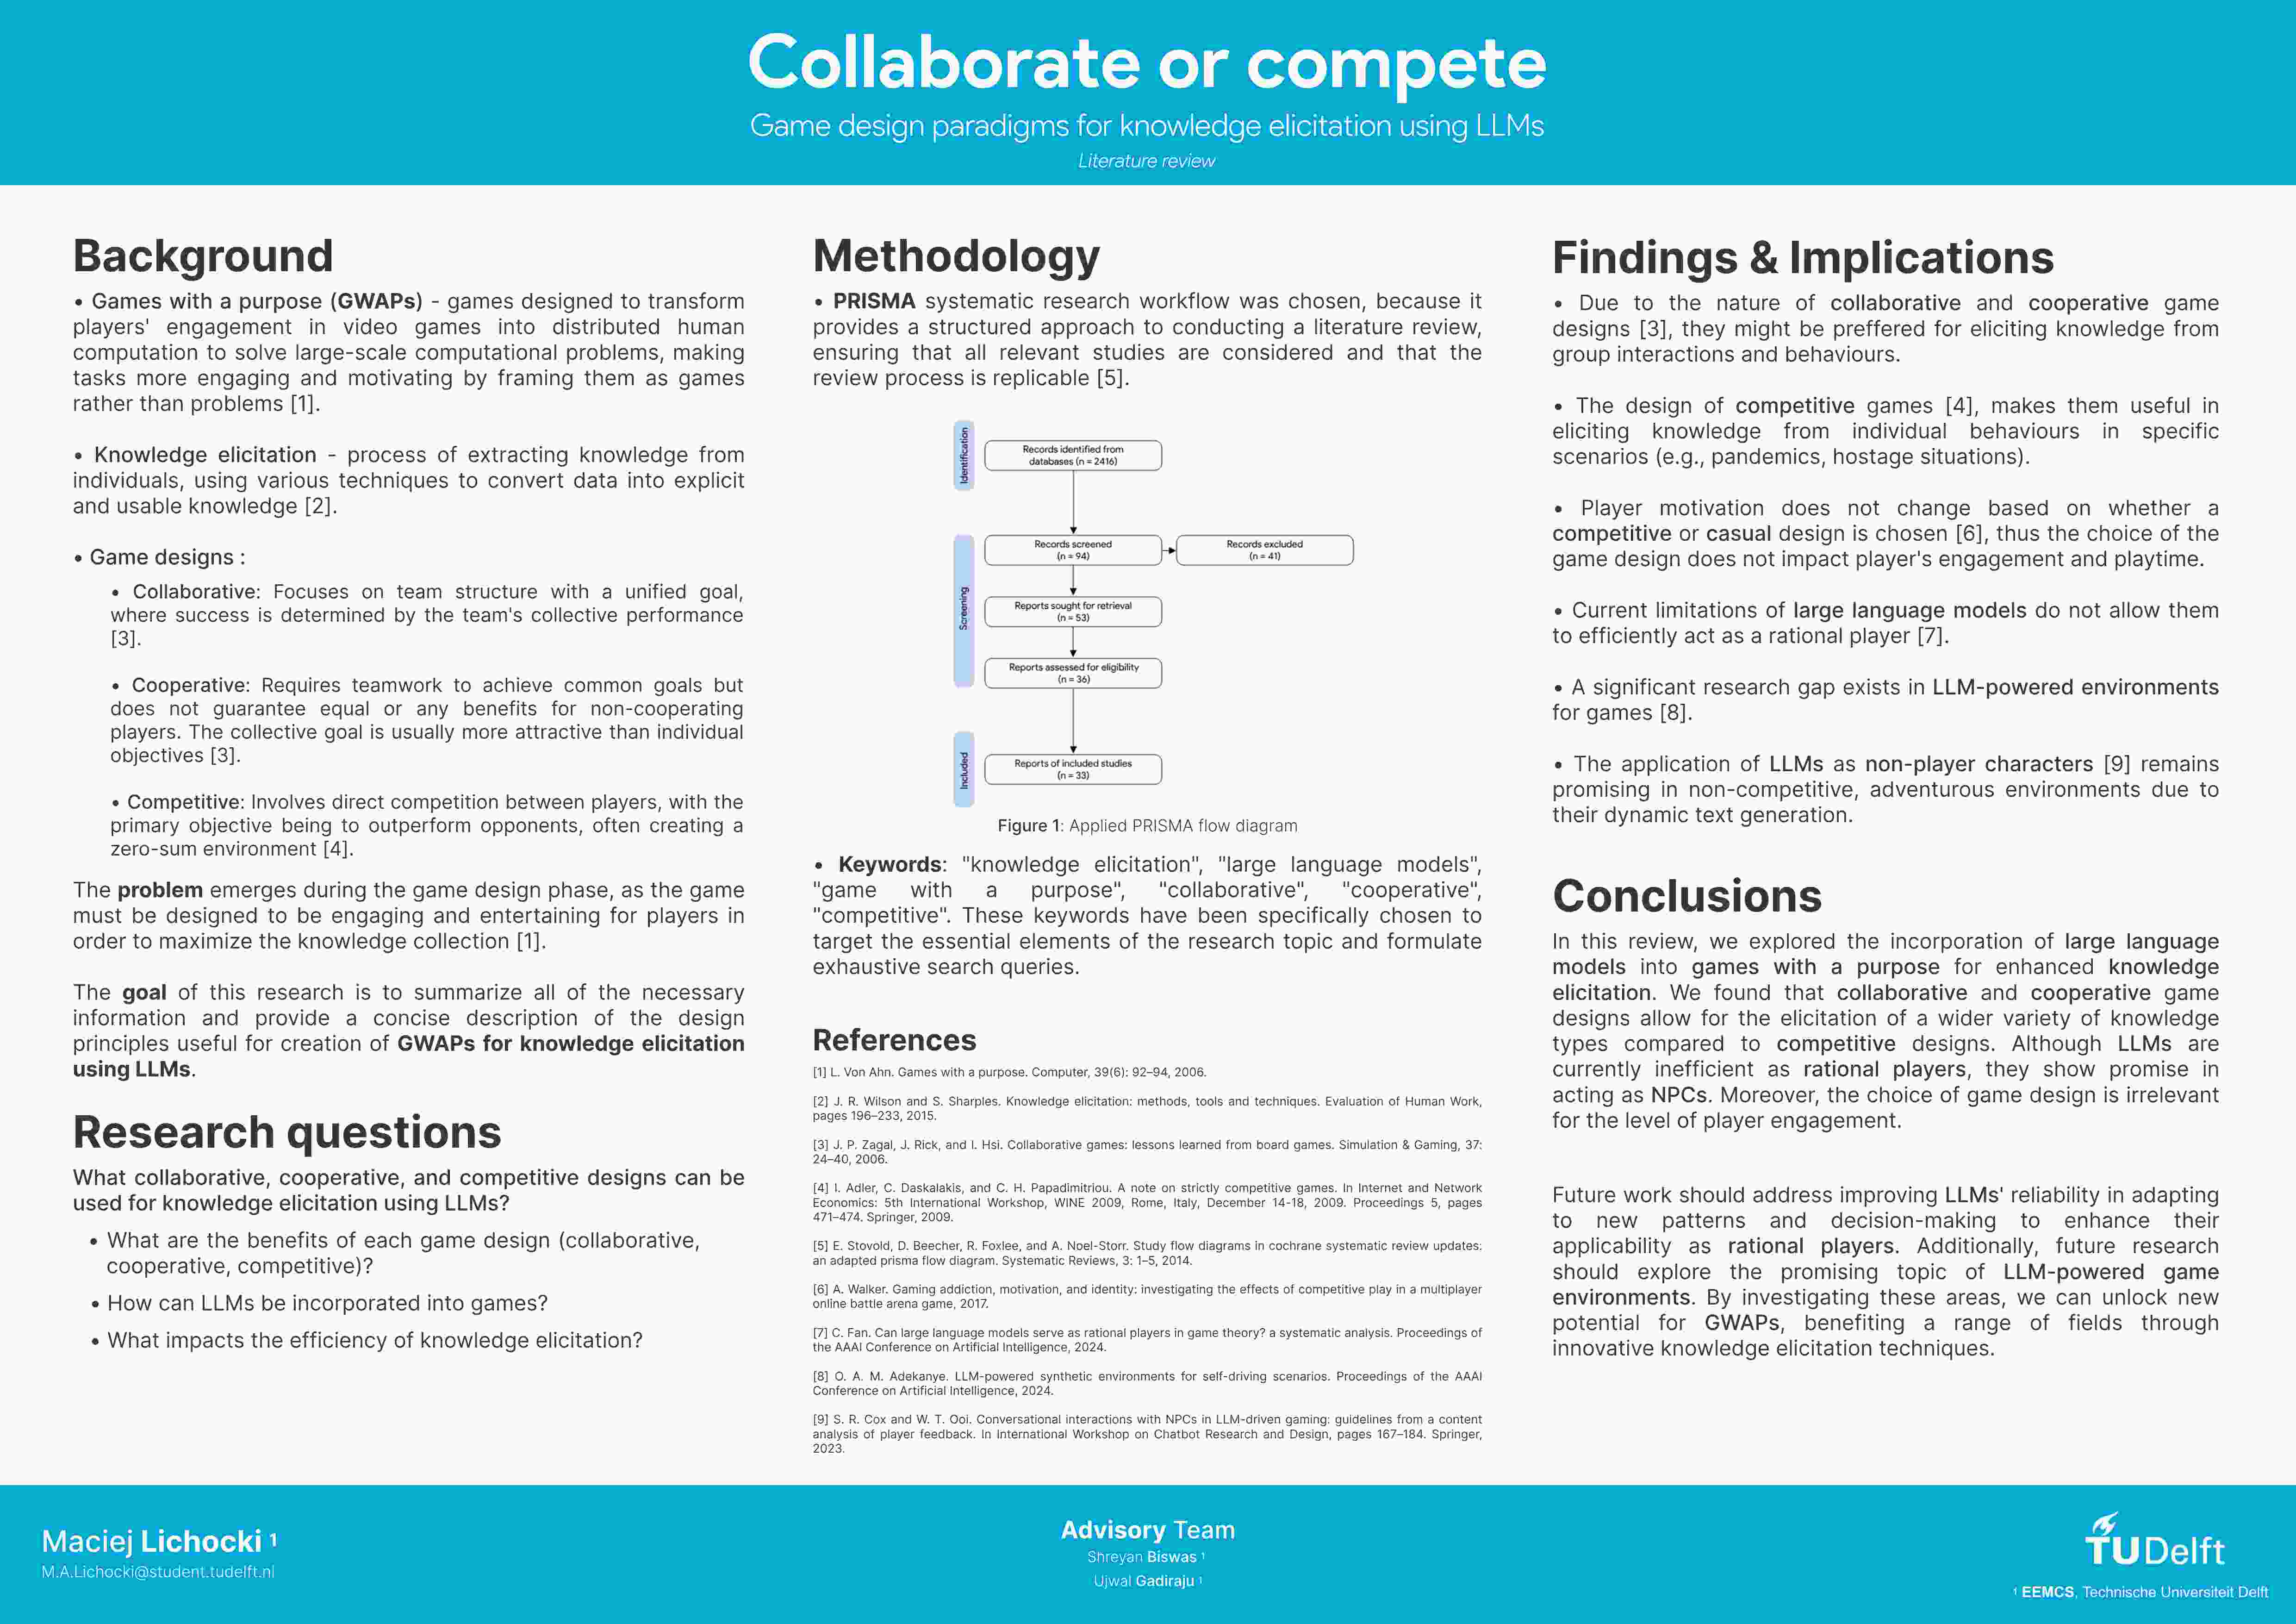 Collaborate or compete
Game design paradigms for knowledge elicitation using LLMs
Literature review
Background
• Games with a purpose (GWAPs) - games designed to transform
players' engagement in video games into distributed human
computation to solve large-scale computational problems, making
tasks more engaging and motivating by framing them as games
rather than problems [1].
• Knowledge elicitation - process of extracting knowledge from
individuals, using various techniques to convert data into explicit
and usable knowledge [2].
• Game designs :
• Collaborative: Focuses on team structure with a unified goal,
where success is determined by the team's collective performance
[3].
• Cooperative: Requires teamwork to achieve common goals but
does not guarantee equal or any benefits for non-cooperating
players. The collective goal is usually more attractive than individual
objectives [3].
• Competitive: Involves direct competition between players, with the
primary objective being to outperform opponents, often creating a
zero-sum environment [4].
The problem emerges during the game design phase, as the game
must be designed to be engaging and entertaining for players in
order to maximize the knowledge collection [1].
The goal of this research is to summarize all of the necessary
information and provide a concise description of the design
principles useful for creation of GWAPs for knowledge elicitation
using LLMs.
Research questions
What collaborative, cooperative, and competitive designs can be
used for knowledge elicitation using LLMs?
• What are the benefits of each game design (collaborative,
cooperative, competitive)?
• How can LLMs be incorporated into games?
• What impacts the efficiency of knowledge elicitation?
Methodology
• PRISMA systematic research workflow was chosen, because it
provides a structured approach to conducting a literature review,
ensuring that all relevant studies are considered and that the
review process is replicable [5].
Identification
Records identified from
databases (n = 2416)
Screening
Records screened
(n = 94)
Records excluded
(n = 41)
Reports sought for retrieval
(n = 53)
Reports assessed for eligibility
(n = 36)
Included
Reports of included studies
(n = 33)
Figure 1: Applied PRISMA flow diagram
• Keywords: "knowledge elicitation", "large language models",
"game with a purpose", "collaborative", "cooperative",
"competitive". These keywords have been specifically chosen to
target the essential elements of the research topic and formulate
exhaustive search queries.
References
[1] L. Von Ahn. Games with a purpose. Computer, 39(6): 92–94, 2006.
[2] J. R. Wilson and S. Sharples. Knowledge elicitation: methods, tools and techniques. Evaluation of Human Work,
pages 196–233, 2015.
[3] J. P. Zagal, J. Rick, and I. Hsi. Collaborative games: lessons learned from board games. Simulation & Gaming, 37:
24–40, 2006.
[4] I. Adler, C. Daskalakis, and C. H. Papadimitriou. A note on strictly competitive games. In Internet and Network
Economics: 5th International Workshop, WINE 2009, Rome, Italy, December 14-18, 2009. Proceedings 5, pages
471–474. Springer, 2009.
[5] E. Stovold, D. Beecher, R. Foxlee, and A. Noel-Storr. Study flow diagrams in cochrane systematic review updates:
an adapted prisma flow diagram. Systematic Reviews, 3: 1–5, 2014.
[6] A. Walker. Gaming addiction, motivation, and identity: investigating the effects of competitive play in a multiplayer
online battle arena game, 2017.
[7] C. Fan. Can large language models serve as rational players in game theory? a systematic analysis. Proceedings of
the AAAI Conference on Artificial Intelligence, 2024.
[8] O. A. M. Adekanye. LLM-powered synthetic environments for self-driving scenarios. Proceedings of the AAAI
Conference on Artificial Intelligence, 2024.
[9] S. R. Cox and W. T. Ooi. Conversational interactions with NPCs in LLM-driven gaming: guidelines from a content
analysis of player feedback. In International Workshop on Chatbot Research and Design, pages 167–184. Springer,
2023.
Findings & Implications
• Due to the nature of collaborative and cooperative game
designs [3], they might be preffered for eliciting knowledge from
group interactions and behaviours.
• The design of competitive games [4], makes them useful in
eliciting knowledge from individual behaviours in specific
scenarios (e.g., pandemics, hostage situations).
• Player motivation does not change based on whether a
competitive or casual design is chosen [6], thus the choice of the
game design does not impact player's engagement and playtime.
• Current limitations of large language models do not allow them
to efficiently act as a rational player [7].
• A significant research gap exists in LLM-powered environments
for games [8].
• The application of LLMs as non-player characters [9] remains
promising in non-competitive, adventurous environments due to
their dynamic text generation.
Conclusions
In this review, we explored the incorporation of large language
models into games with a purpose for enhanced knowledge
elicitation. We found that collaborative and cooperative game
designs allow for the elicitation of a wider variety of knowledge
types compared to competitive designs. Although LLMs are
currently inefficient as rational players, they show promise in
acting as NPCs. Moreover, the choice of game design is irrelevant
for the level of player engagement.
Future work should address improving LLMs' reliability in adapting
to new patterns and decision-making to enhance their
applicability as rational players. Additionally, future research
should explore the promising topic of LLM-powered game
environments. By investigating these areas, we can unlock new
potential for GWAPs, benefiting a range of fields through
innovative knowledge elicitation techniques.
Maciej Lichocki ¹
M.A.Lichocki@student.tudelft.nl
Advisory Team
Shreyan Biswas ¹
Ujwal Gadiraju ¹
TU Delft
¹ EEMCS, Technische Universiteit Delft